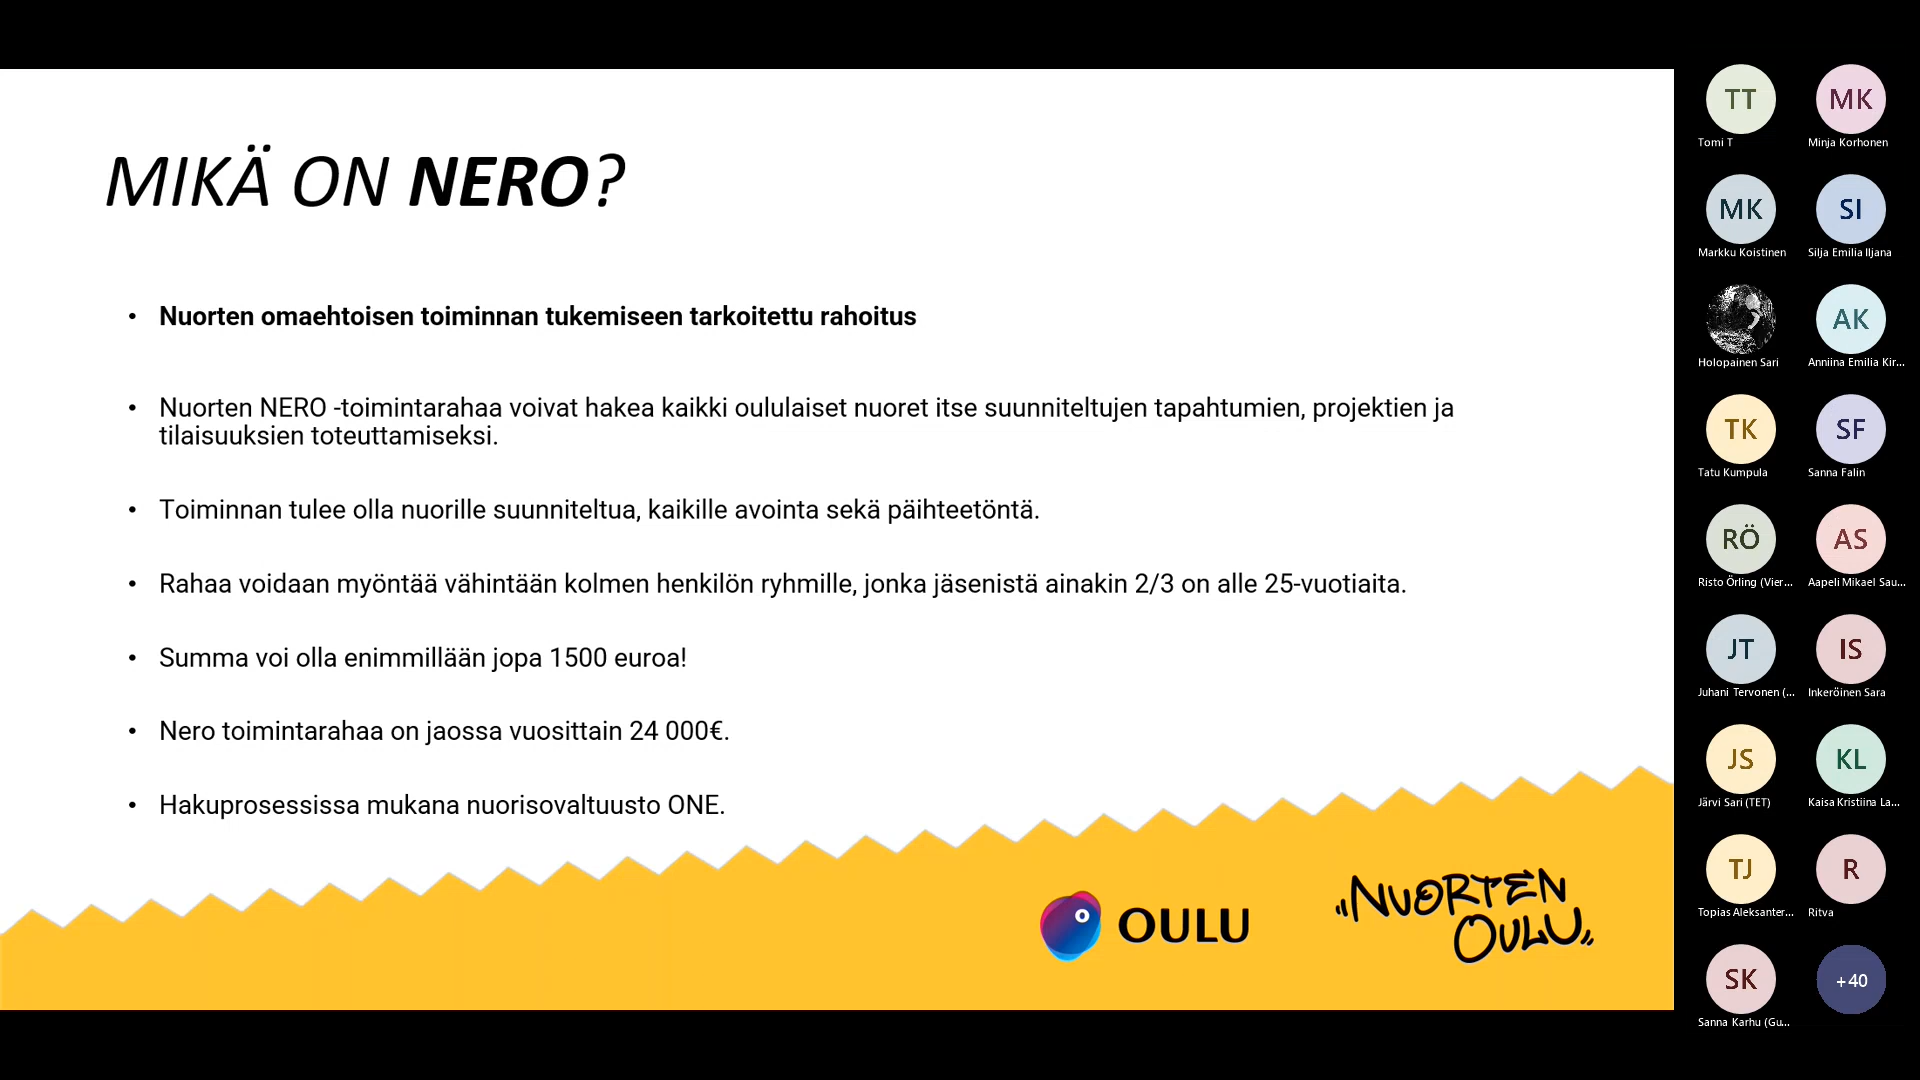 MIKÄ ON NERO?
• Nuorten omaehtoisen toiminnan tukemiseen tarkoitettu rahoitus
• Nuorten NERO -toimintarahaa voivat hakea kaikki oululaiset nuoret itse suunniteltujen tapahtumien, projektien ja
tilaisuuksien toteuttamiseksi.
• Toiminnan tulee olla nuorille suunniteltua, kaikille avointa sekä päihteetöntä.
• Rahaa voidaan myöntää vähintään kolmen henkilön ryhmille, jonka jäsenistä ainakin 2/3 on alle 25-vuotiaita.
• Summa voi olla enimmillään jopa 1500 euroa!
• Nero toimintarahaa on jaossa vuosittain 24 000€.
• Hakuprosessissa mukana nuorisovaltuusto ONE.
OULU
"NUORTEN
OULU"
TT
Tomi T
MK
Minja Korhonen
MK
Markku Koistinen
SI
Silja Emilia Iljana
Holopainen Sari
AK
Anniina Emilia Kir...
TK
Tatu Kumpula
SF
Sanna Falin
RÖ
Risto Örling (Vier...
AS
Aapeli Mikael Sau...
JT
Juhani Tervonen (...
IS
Inkeröinen Sara
JS
Järvi Sari (TET)
KL
Kaisa Kristiina La...
TJ
Topias Aleksanter...
R
Ritva
SK
Sanna Karhu (Gu...
+40